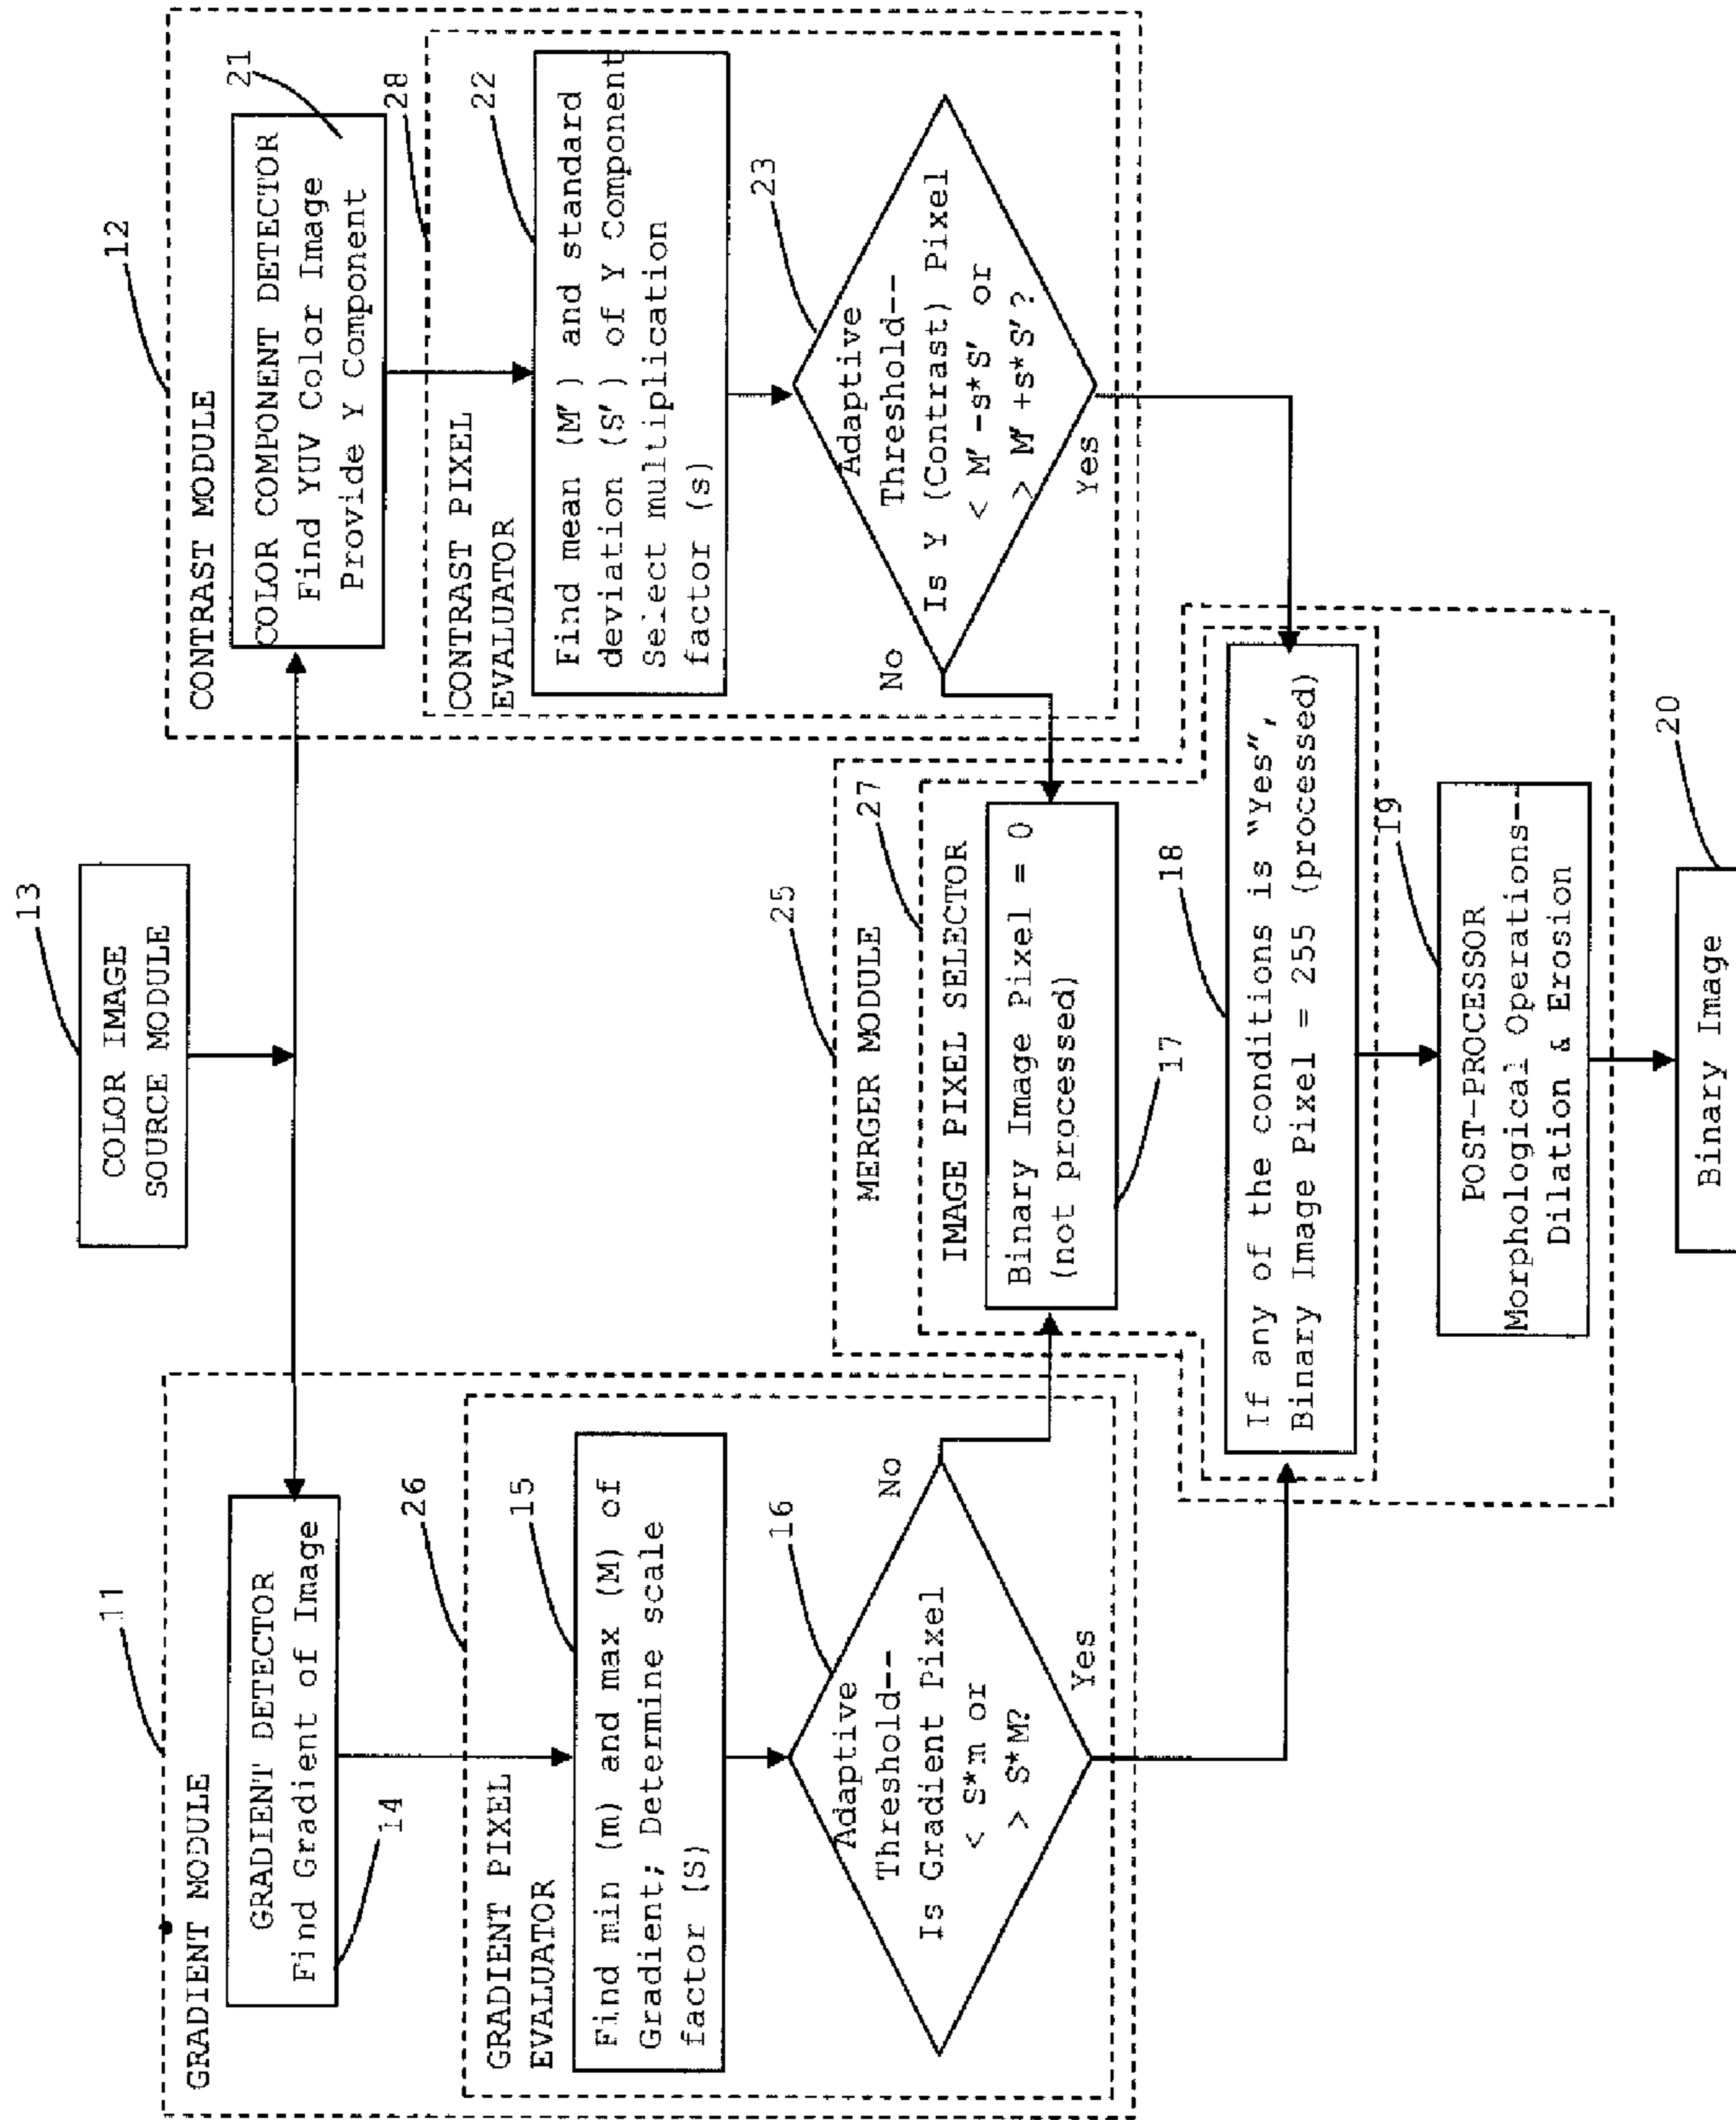 13
COLOR IMAGE
SOURCE MODULE
11
GRADIENT MODULE
GRADIENT DETECTOR
Find Gradient of Image
14
26
GRADIENT PIXEL
EVALUATOR
15
Find min (m) and max (M) of
Gradient; Determine scale
factor (S)
16
Adaptive
Threshold--
Is Gradient Pixel
< S*m or
> S*M?
No
Yes
12
CONTRAST MODULE
21
COLOR COMPONENT DETECTOR
Find YUV Color Image
Provide Y Component
28
CONTRAST PIXEL
EVALUATOR
22
Find mean (M') and standard
deviation (S') of Y Component
Select multiplication
factor (s)
23
Adaptive
Threshold--
Is Y (Contrast) Pixel
< M'-s*S' or
> M'+s*S'?
No
Yes
25
MERGER MODULE
27
IMAGE PIXEL SELECTOR
Binary Image Pixel = 0
(not processed)
17
18
If any of the conditions is "Yes",
Binary Image Pixel = 255 (processed)
19
POST-PROCESSOR
Morphological Operations--
Dilation & Erosion
20
Binary Image